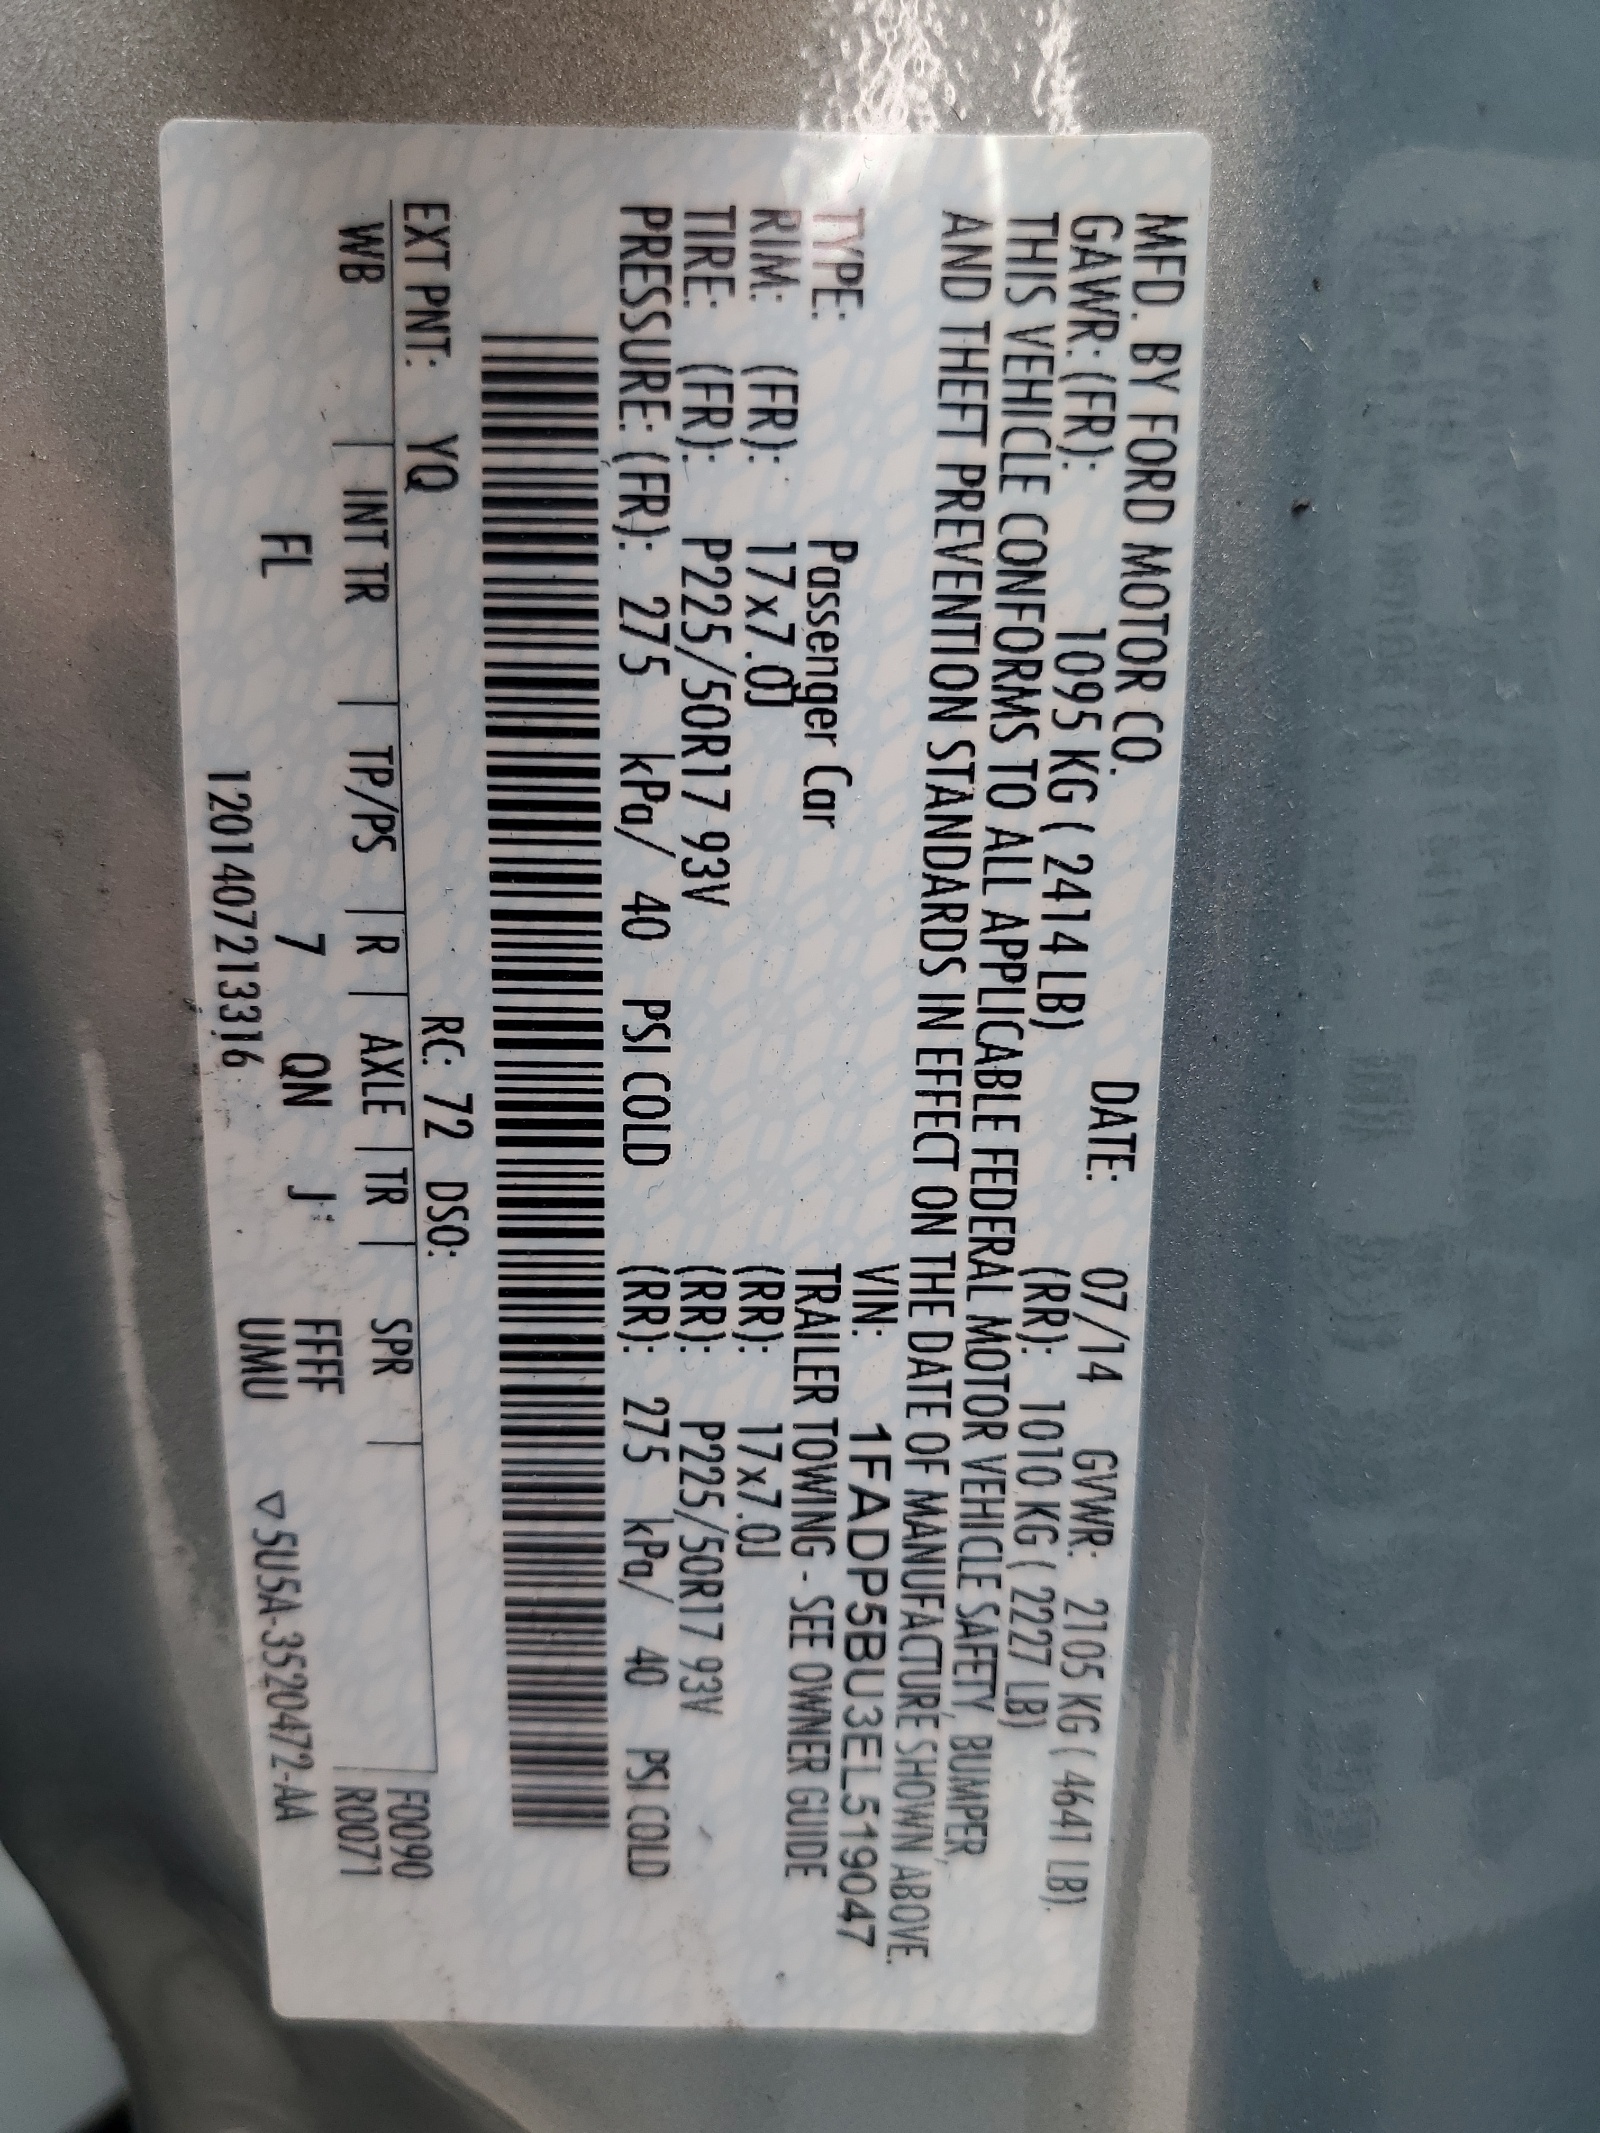 MFD. BY FORD MOTOR CO. DATE: 07/14 GVWR: 2105 KG ( 4641 LB).
GAWR: (FR): 1095 KG ( 2414 LB) (RR): 1010 KG ( 2227 LB)
THIS VEHICLE CONFORMS TO ALL APPLICABLE FEDERAL MOTOR VEHICLE SAFETY, BUMPER,
AND THEFT PREVENTION STANDARDS IN EFFECT ON THE DATE OF MANUFACTURE SHOWN ABOVE.
VIN: 1FADP5BU3EL519047
TYPE: Passenger Car TRAILER TOWING - SEE OWNER GUIDE
RIM: (FR): 17x7.0J (RR): 17x7.0J
TIRE: (FR): P225/50R17 93V (RR): P225/50R17 93V
PRESSURE: (FR): 275 kPa/ 40 PSI COLD (RR): 275 kPa/ 40 PSI COLD
EXT PNT: YQ RC: 72 DSO: F0090
WB INT TR TP/PS R AXLE TR SPR R0071
FL 7 QN J FFFF
UMU
1201407213316 ▽5U5A-3520472-AA